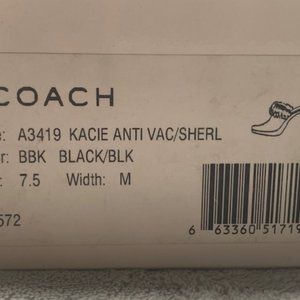 COACH
e: A3419 KACIE ANTI VAC/SHERL
r: BBK BLACK/BLK
: 7.5 Width: M
572
6 63360 51719